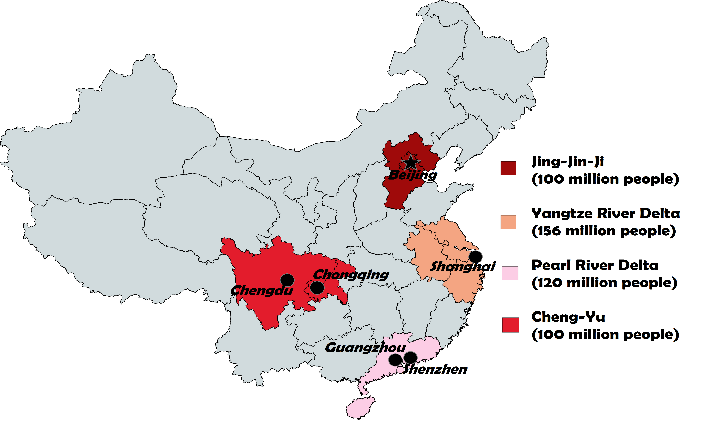 Beijing
Jing-Jin-Ji
(100 million people)
Yangtze River Delta
(156 million people)
Shanghai
Pearl River Delta
(120 million people)
Chongqing
Chengdu
Cheng-Yu
(100 million people)
Guangzhou
Shenzhen